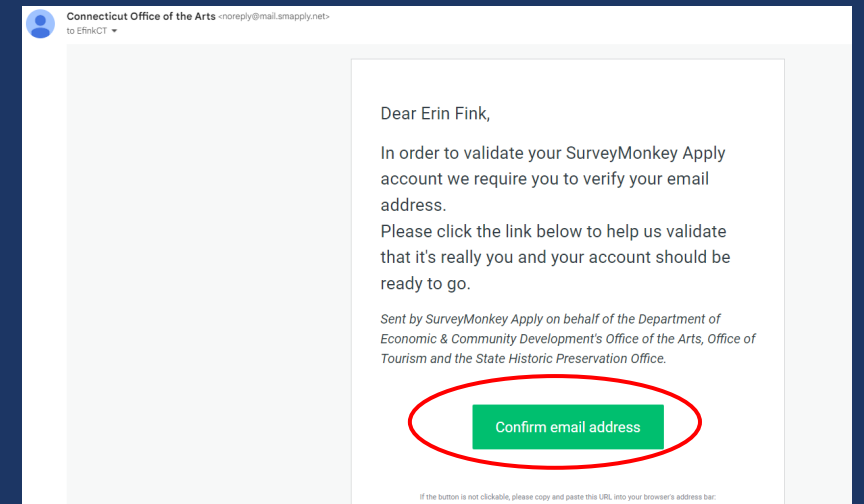 Connecticut Office of the Arts <noreply@mail.smapply.net>
to EfinkCT
Dear Erin Fink,
In order to validate your SurveyMonkey Apply
account we require you to verify your email
address.
Please click the link below to help us validate
that it's really you and your account should be
ready to go.
Sent by SurveyMonkey Apply on behalf of the Department of
Economic & Community Development's Office of the Arts, Office of
Tourism and the State Historic Preservation Office.
Confirm email address
If the button is not clickable, please copy and paste this URL into your browser's address bar: